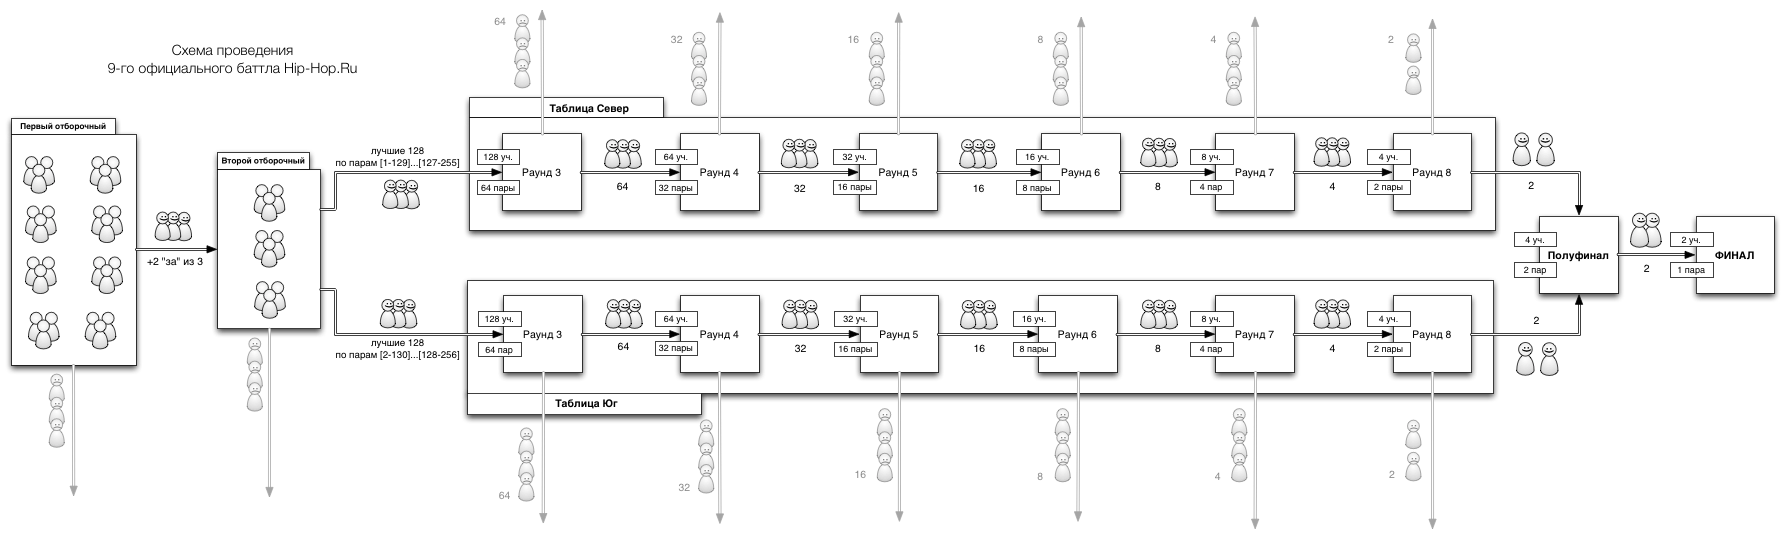 Схема проведения
9-го официального баттла Hip-Hop.Ru
Первый отборочный
+2 "за" из 3
Второй отборочный
лучшие 128
по парам [1-129]...[127-255]
лучшие 128
по парам [2-130]...[128-256]
Таблица Север
64
128 уч.
64 пары
Раунд 3
64
32
64 уч.
32 пары
Раунд 4
32
16
32 уч.
16 пары
Раунд 5
16
8
16 уч.
8 пары
Раунд 6
8
4
8 уч.
4 пар
Раунд 7
4
2
4 уч.
2 пары
Раунд 8
2
Таблица Юг
128 уч.
64 пар
Раунд 3
64
64
64 уч.
32 пары
Раунд 4
32
32
32 уч.
16 пары
Раунд 5
16
16
16 уч.
8 пары
Раунд 6
8
8
8 уч.
4 пар
Раунд 7
4
4
4 уч.
2 пары
Раунд 8
2
2
4 уч.
2 пар
Полуфинал
2
2 уч.
1 пара
ФИНАЛ